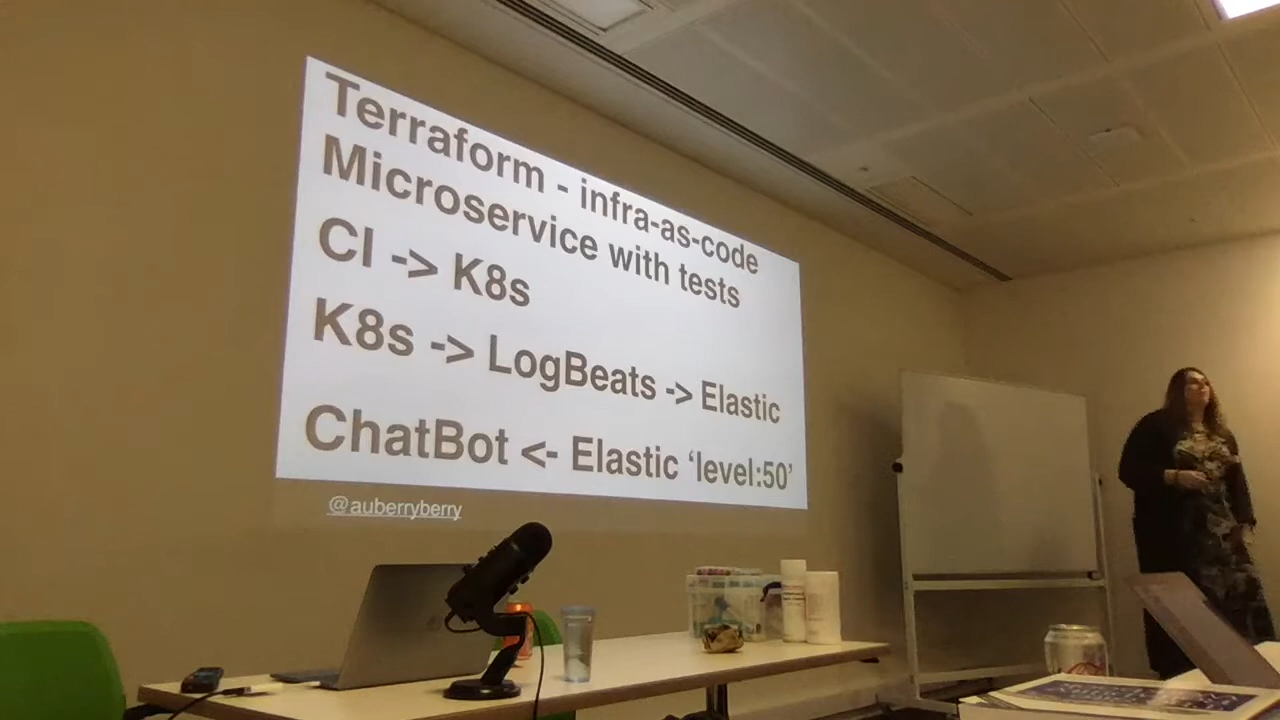 Terraform - infra-as-code
Microservice with tests
CI -> K8s
K8s -> LogBeats -> Elastic
ChatBot <- Elastic ‘level:50’
@auberryberry